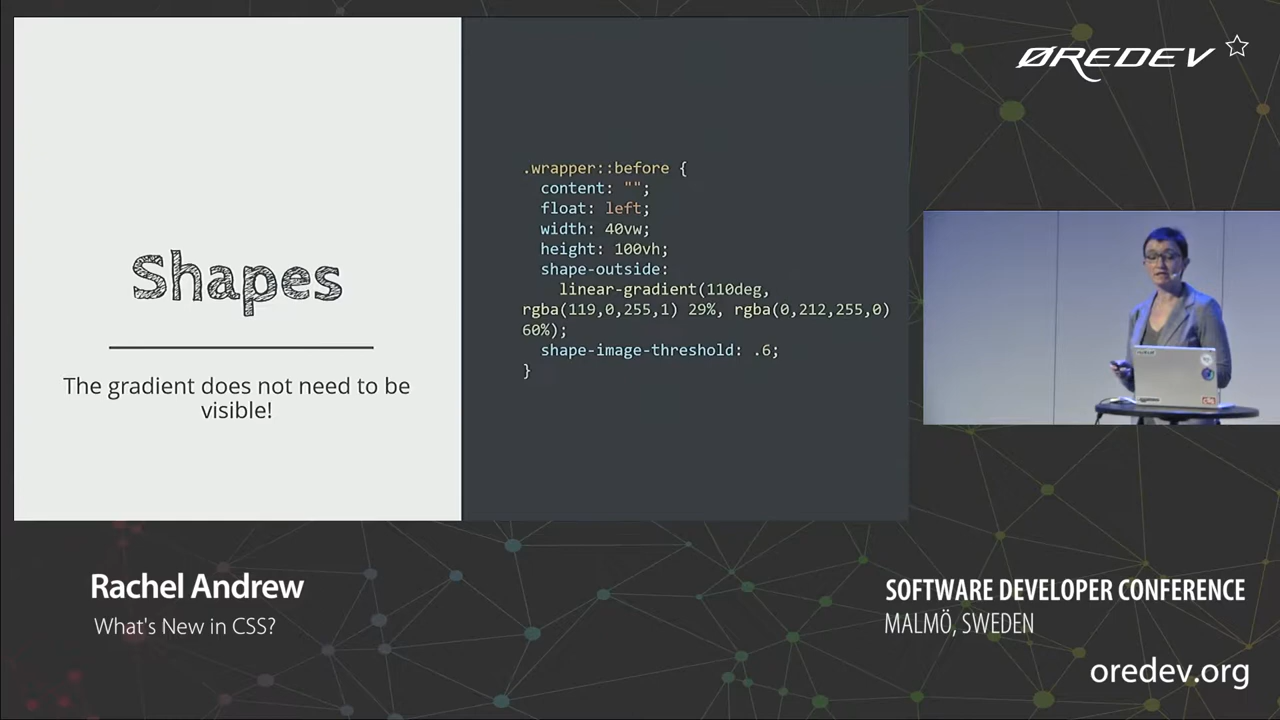 Shapes
The gradient does not need to be
visible!
.wrapper::before {
  content: "";
  float: left;
  width: 40vw;
  height: 100vh;
  shape-outside:
    linear-gradient(110deg,
rgba(119,0,255,1) 29%, rgba(0,212,255,0)
60%);
  shape-image-threshold: .6;
}
ØREDEV
Rachel Andrew
What's New in CSS?
SOFTWARE DEVELOPER CONFERENCE
MALMÖ, SWEDEN
oredev.org